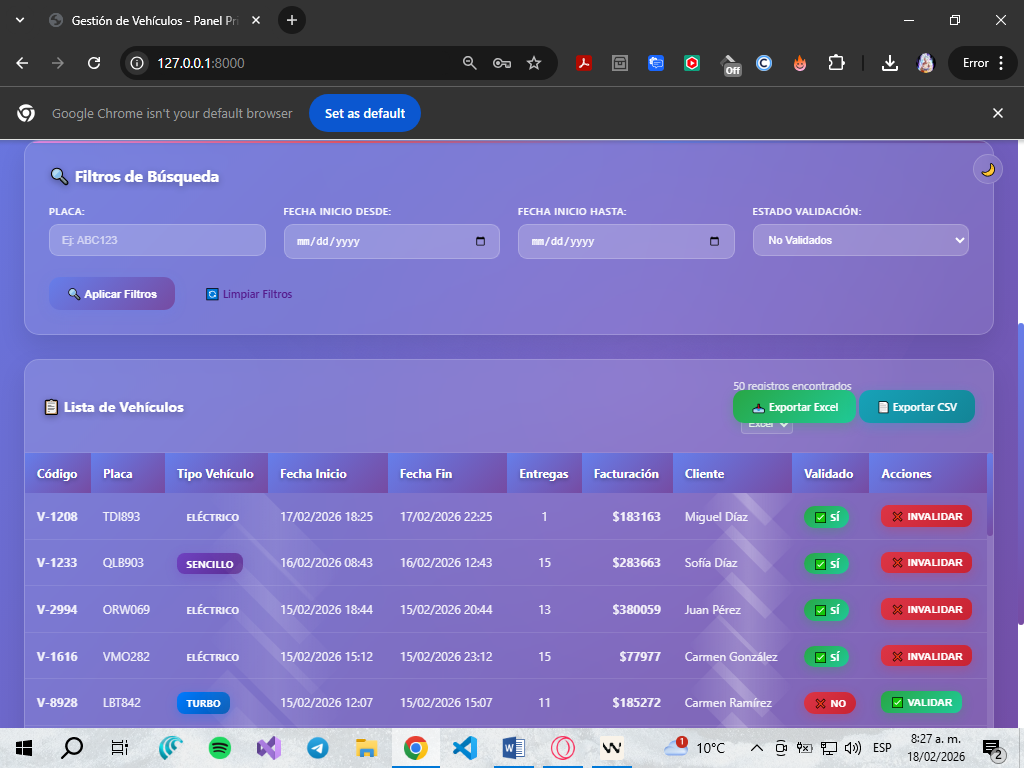 Gestión de Vehículos - Panel Pri
127.0.0.1:8000
Off
Error
Google Chrome isn't your default browser
Set as default
Filtros de Búsqueda
PLACA:
FECHA INICIO DESDE:
FECHA INICIO HASTA:
ESTADO VALIDACIÓN:
Ej: ABC123
mm/dd/yyyy
mm/dd/yyyy
No Validados
Aplicar Filtros
Limpiar Filtros
Lista de Vehículos
50 registros encontrados
Exportar Excel
Exportar CSV
Excel
Código Placa Tipo Vehículo Fecha Inicio Fecha Fin Entregas Facturación Cliente Validado Acciones
V-1208 TDI893 ELÉCTRICO 17/02/2026 18:25 17/02/2026 22:25 1 $183163 Miguel Díaz SÍ INVALIDAR
V-1233 QLB903 SENCILLO 16/02/2026 08:43 16/02/2026 12:43 15 $283663 Sofía Díaz SÍ INVALIDAR
V-2994 ORW069 ELÉCTRICO 15/02/2026 18:44 15/02/2026 20:44 13 $380059 Juan Pérez SÍ INVALIDAR
V-1616 VMO282 ELÉCTRICO 15/02/2026 15:12 15/02/2026 23:12 15 $77977 Carmen González SÍ INVALIDAR
V-8928 LBT842 TURBO 15/02/2026 12:07 15/02/2026 15:07 11 $185272 Carmen Ramírez NO VALIDAR
1
10°C
ESP
8:27 a. m.
18/02/2026
2